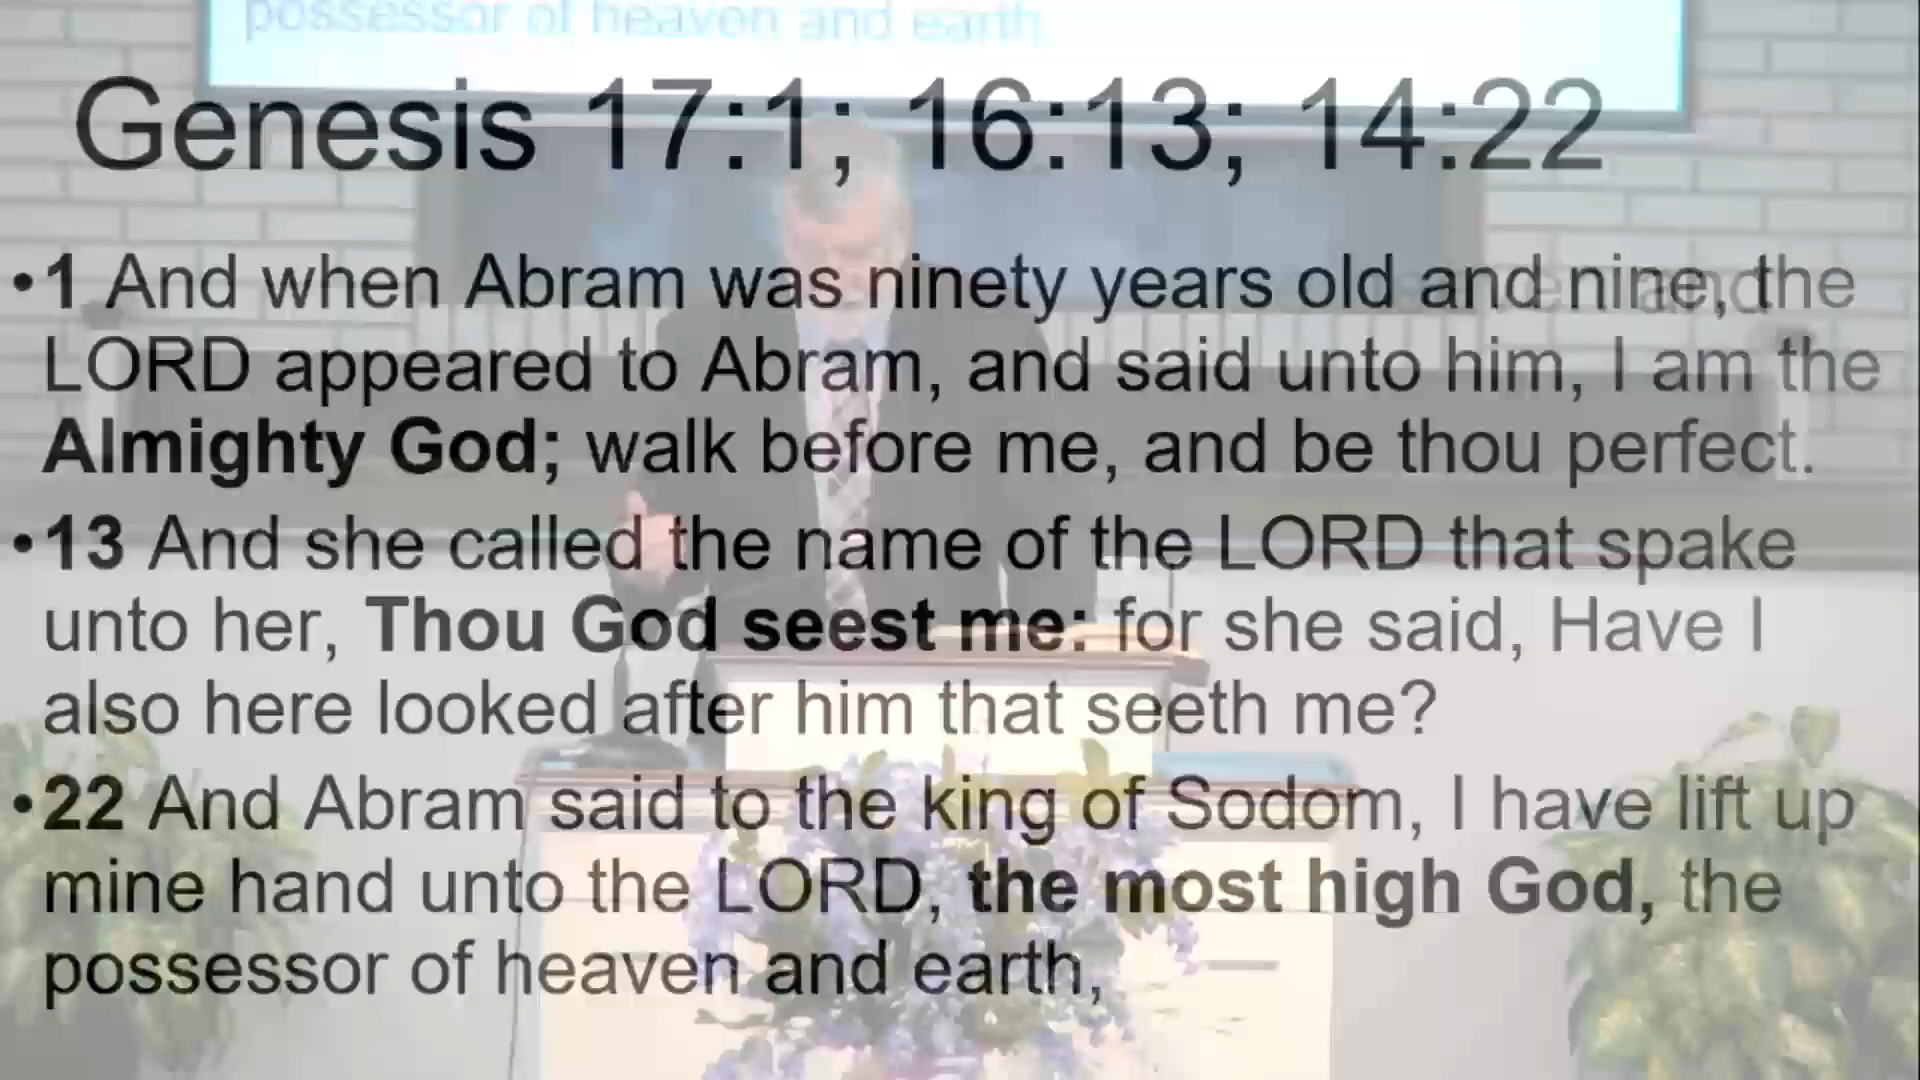 possessor of heaven and earth,
Genesis 17:1; 16:13; 14:22
•1 And when Abram was ninety years old and nine, the
LORD appeared to Abram, and said unto him, I am the
Almighty God; walk before me, and be thou perfect.
•13 And she called the name of the LORD that spake
unto her, Thou God seest me: for she said, Have I
also here looked after him that seeth me?
•22 And Abram said to the king of Sodom, I have lift up
mine hand unto the LORD, the most high God, the
possessor of heaven and earth,